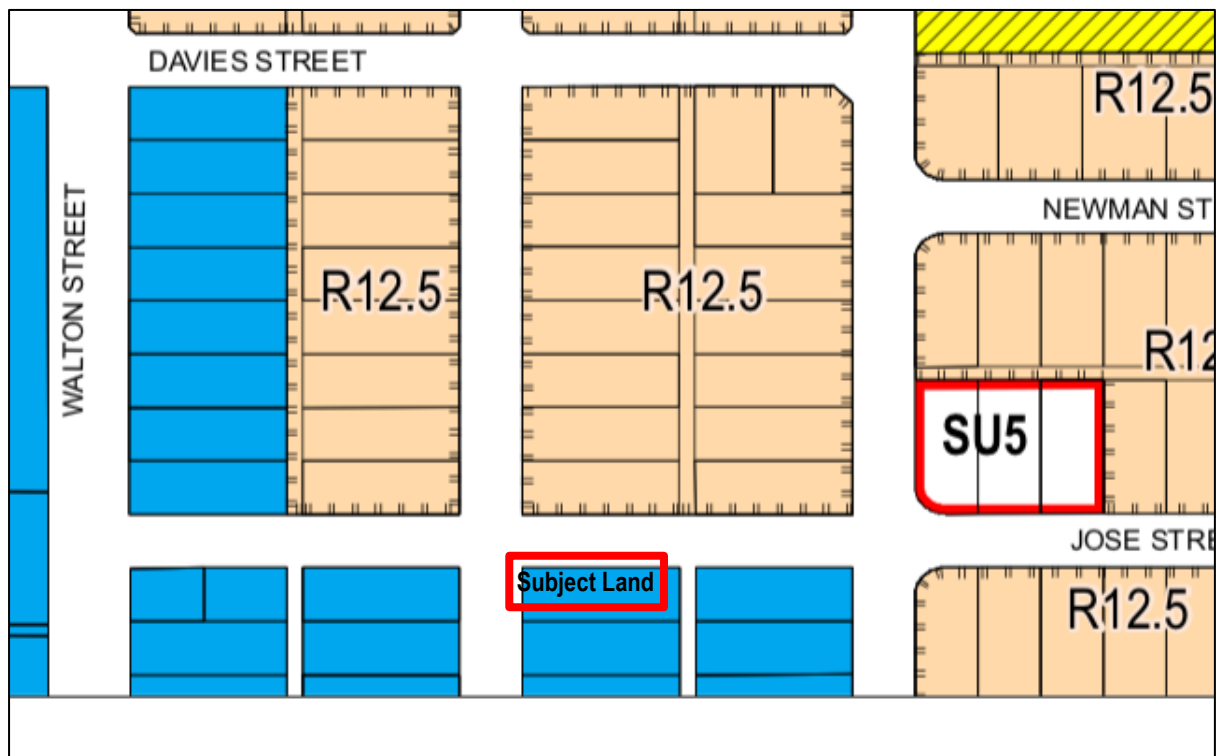 DAVIES STREET
R12.5
NEWMAN ST
WALTON STREET
R12.5
R12.5
R12
SU5
JOSE STRE
Subject Land
R12.5